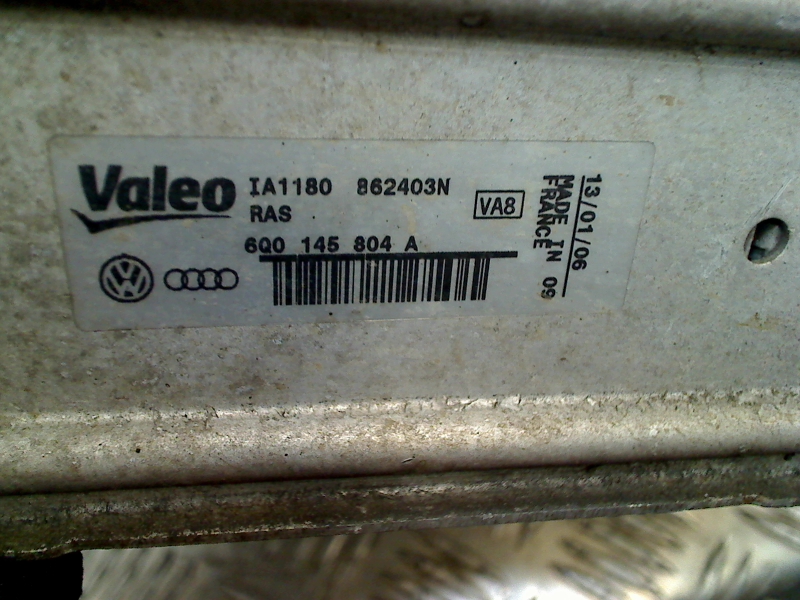 Valeo IA1180 862403N
RAS
VA8
6Q0 145 804 A
13/01/06
MADE IN 09
FRANCE